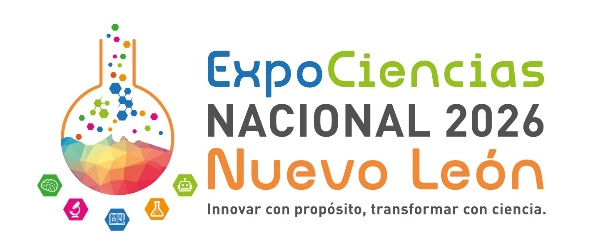 ExpoCiencias
NACIONAL 2026
Nuevo León
Innovar con propósito, transformar con ciencia.